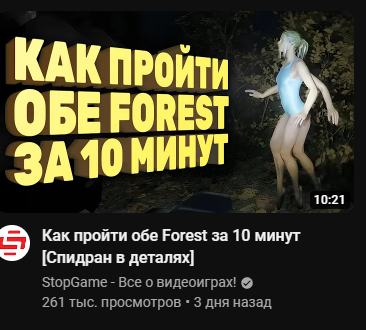 КАК ПРОЙТИ
ОБЕ FOREST
ЗА 10 МИНУТ
10:21
Как пройти обе Forest за 10 минут
[Спидран в деталях]
StopGame - Все о видеоиграх!
261 тыс. просмотров • 3 дня назад